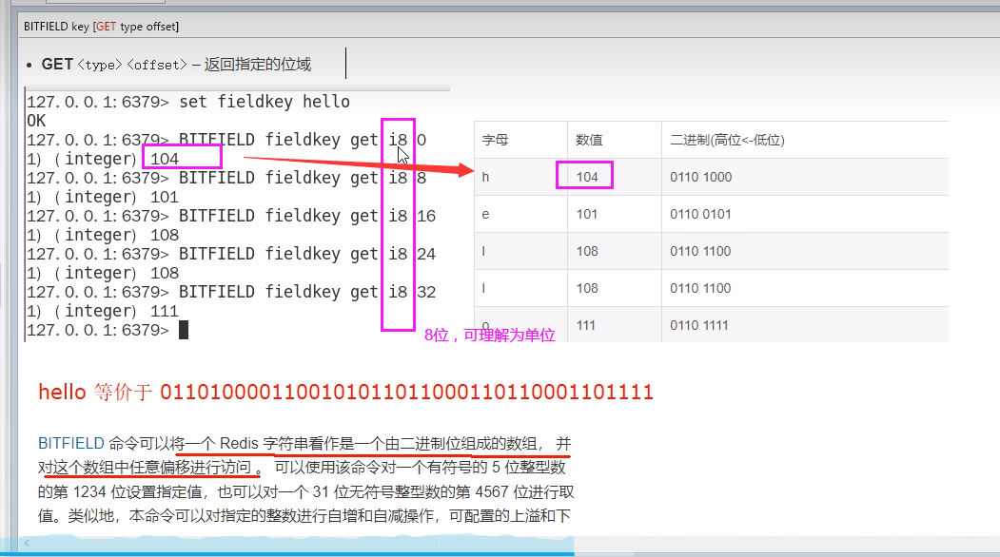 BITFIELD key [GET type offset]
• GET <type> <offset> – 返回指定的位域
127.0.0.1:6379> set fieldkey hello
OK
127.0.0.1:6379> BITFIELD fieldkey get i8 0
1) (integer) 104
127.0.0.1:6379> BITFIELD fieldkey get i8 8
1) (integer) 101
127.0.0.1:6379> BITFIELD fieldkey get i8 16
1) (integer) 108
127.0.0.1:6379> BITFIELD fieldkey get i8 24
1) (integer) 108
127.0.0.1:6379> BITFIELD fieldkey get i8 32
1) (integer) 111
127.0.0.1:6379>
字母 数值 二进制(高位<-低位)
h 104 0110 1000
e 101 0110 0101
l 108 0110 1100
l 108 0110 1100
o 111 0110 1111
8位，可理解为单位
hello 等价于 0110100001100101011011000110110001101111
BITFIELD 命令可以将一个 Redis 字符串看作是一个由二进制位组成的数组， 并
对这个数组中任意偏移进行访问 。 可以使用该命令对一个有符号的 5 位整型数
的第 1234 位设置指定值，也可以对一个 31 位无符号整型数的第 4567 位进行取
值。类似地，本命令可以对指定的整数进行自增和自减操作，可配置的上溢和下